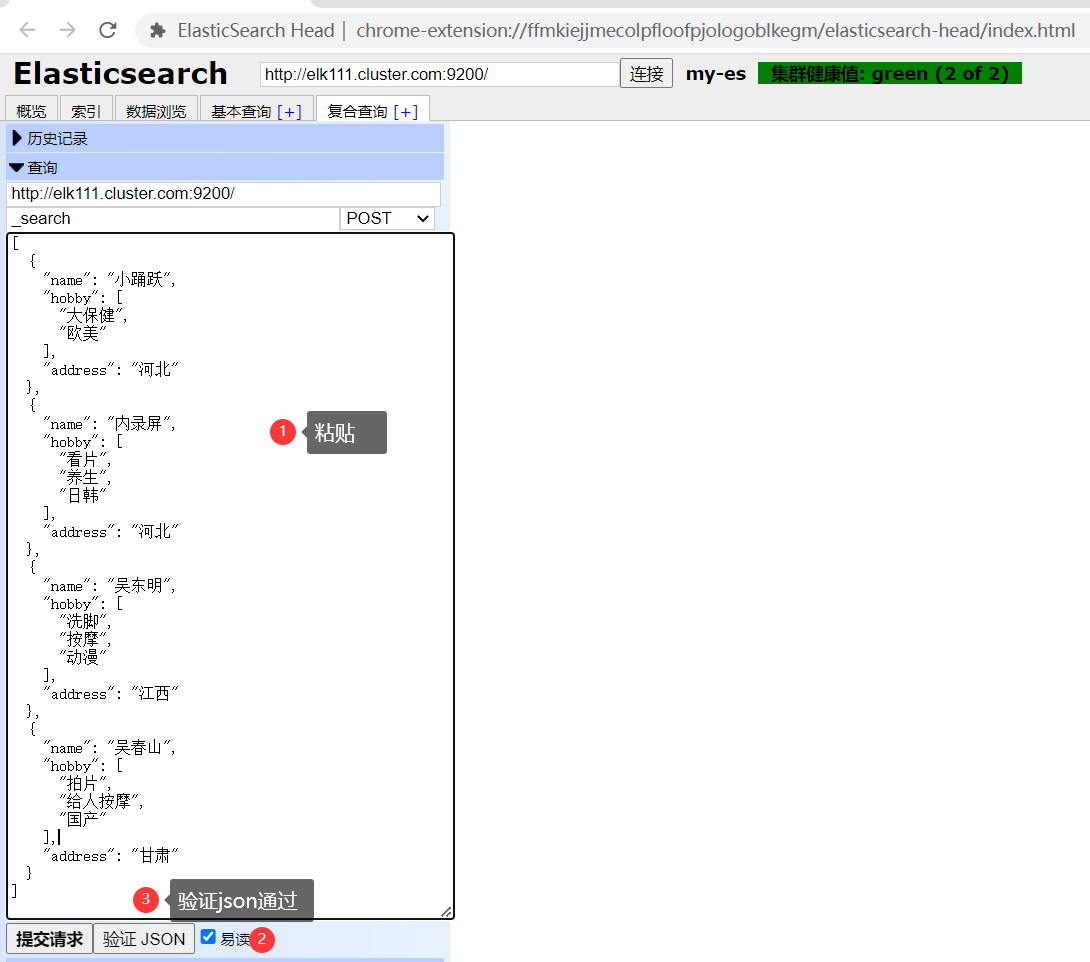 ElasticSearch Head | chrome-extension://ffmkiejjmecolpfloofpjologoblkegm/elasticsearch-head/index.html
Elasticsearch http://elk111.cluster.com:9200/ 连接 my-es 集群健康值: green (2 of 2)
概览 索引 数据浏览 基本查询 [+] 复合查询 [+]
历史记录
查询
http://elk111.cluster.com:9200/
_search POST
[
{
"name": "小踊跃",
"hobby": [
"大保健",
"欧美"
],
"address": "河北"
},
{
"name": "内录屏",
"hobby": [
"看片",
"养生",
"日韩"
],
"address": "河北"
},
{
"name": "吴东明",
"hobby": [
"洗脚",
"按摩",
"动漫"
],
"address": "江西"
},
{
"name": "吴春山",
"hobby": [
"拍片",
"给人按摩",
"国产"
],
"address": "甘肃"
}
]
1 粘贴
3 验证json通过
提交请求 验证 JSON 易读 2